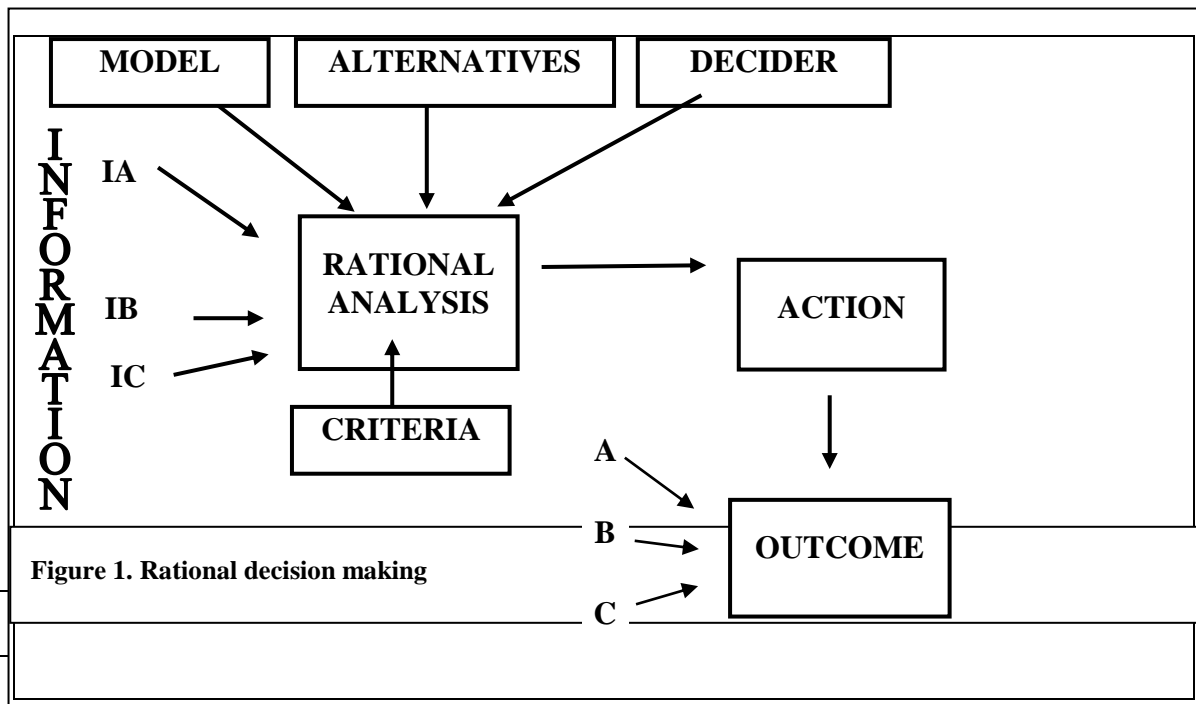 MODEL
ALTERNATIVES
DECIDER
INFORMATION
IA
IB
IC
RATIONAL
ANALYSIS
ACTION
CRITERIA
A
B
C
OUTCOME
Figure 1. Rational decision making